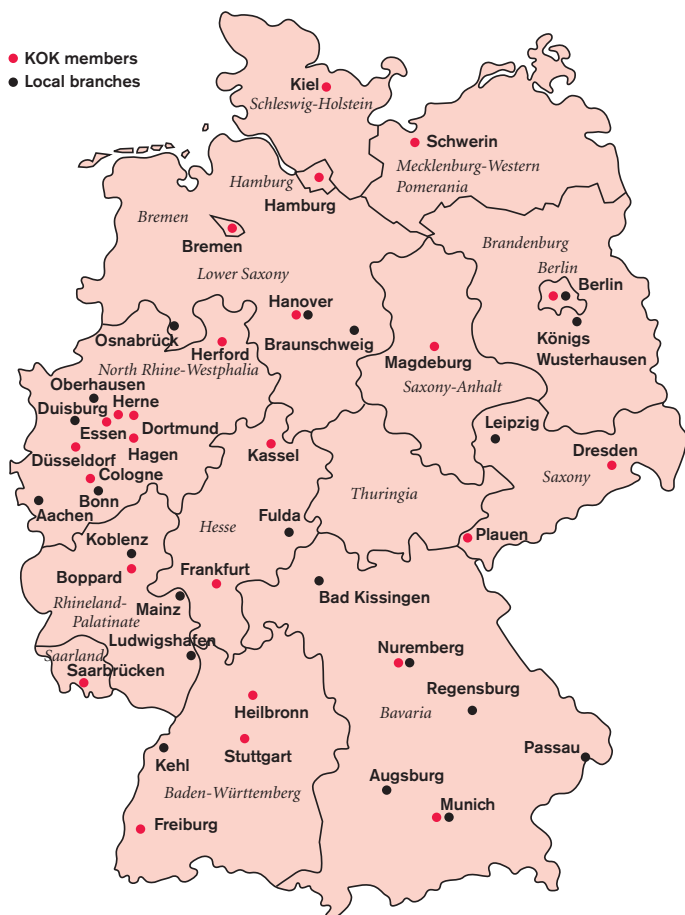 KOK members
Local branches
Kiel
Schleswig-Holstein
Schwerin
Mecklenburg-Western
Pomerania
Hamburg
Hamburg
Bremen
Bremen
Lower Saxony
Brandenburg
Berlin
Berlin
Hanover
Osnabrück
Herford
Braunschweig
Königs
Wusterhausen
Magdeburg
North Rhine-Westphalia
Saxony-Anhalt
Oberhausen
Duisburg
Herne
Essen
Dortmund
Leipzig
Düsseldorf
Hagen
Kassel
Dresden
Cologne
Saxony
Bonn
Thuringia
Aachen
Hesse
Fulda
Plauen
Koblenz
Boppard
Frankfurt
Rhineland-
Palatinate
Mainz
Bad Kissingen
Ludwigshafen
Saarland
Saarbrücken
Nuremberg
Regensburg
Heilbronn
Bavaria
Stuttgart
Kehl
Passau
Augsburg
Baden-Württemberg
Munich
Freiburg